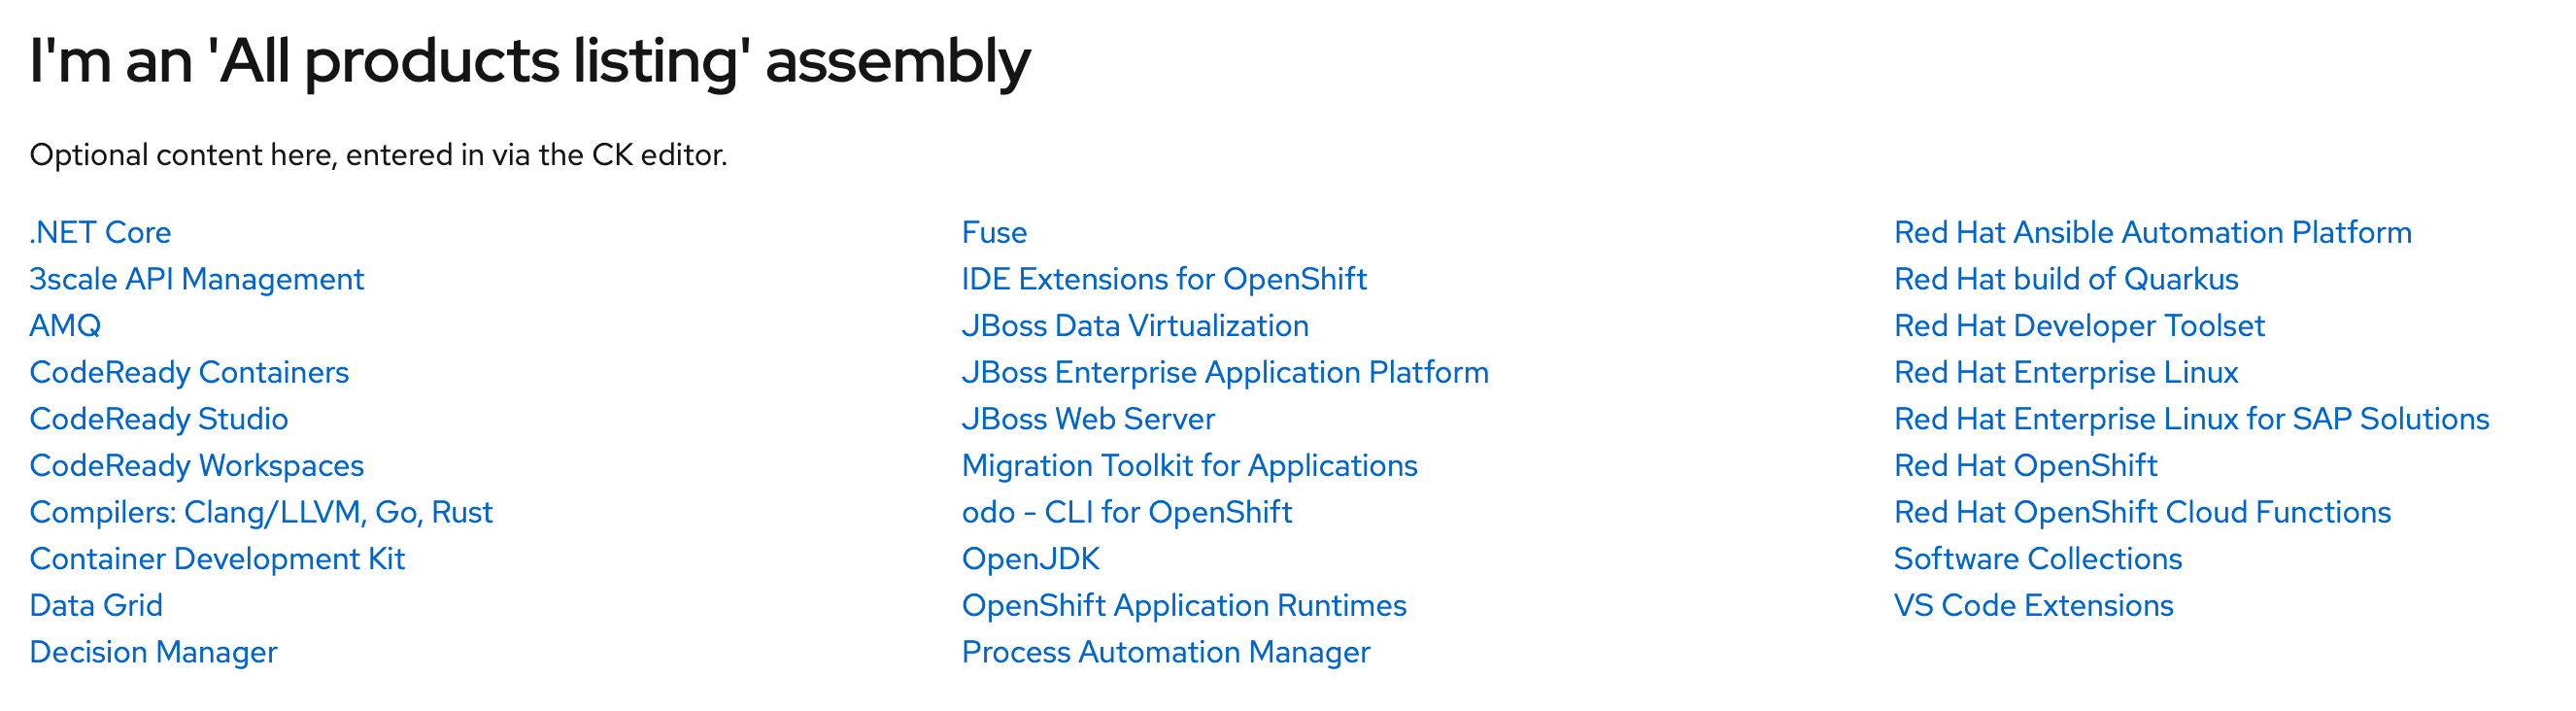 I'm an 'All products listing' assembly
Optional content here, entered in via the CK editor.
.NET Core
3scale API Management
AMQ
CodeReady Containers
CodeReady Studio
CodeReady Workspaces
Compilers: Clang/LLVM, Go, Rust
Container Development Kit
Data Grid
Decision Manager
Fuse
IDE Extensions for OpenShift
JBoss Data Virtualization
JBoss Enterprise Application Platform
JBoss Web Server
Migration Toolkit for Applications
odo - CLI for OpenShift
OpenJDK
OpenShift Application Runtimes
Process Automation Manager
Red Hat Ansible Automation Platform
Red Hat build of Quarkus
Red Hat Developer Toolset
Red Hat Enterprise Linux
Red Hat Enterprise Linux for SAP Solutions
Red Hat OpenShift
Red Hat OpenShift Cloud Functions
Software Collections
VS Code Extensions